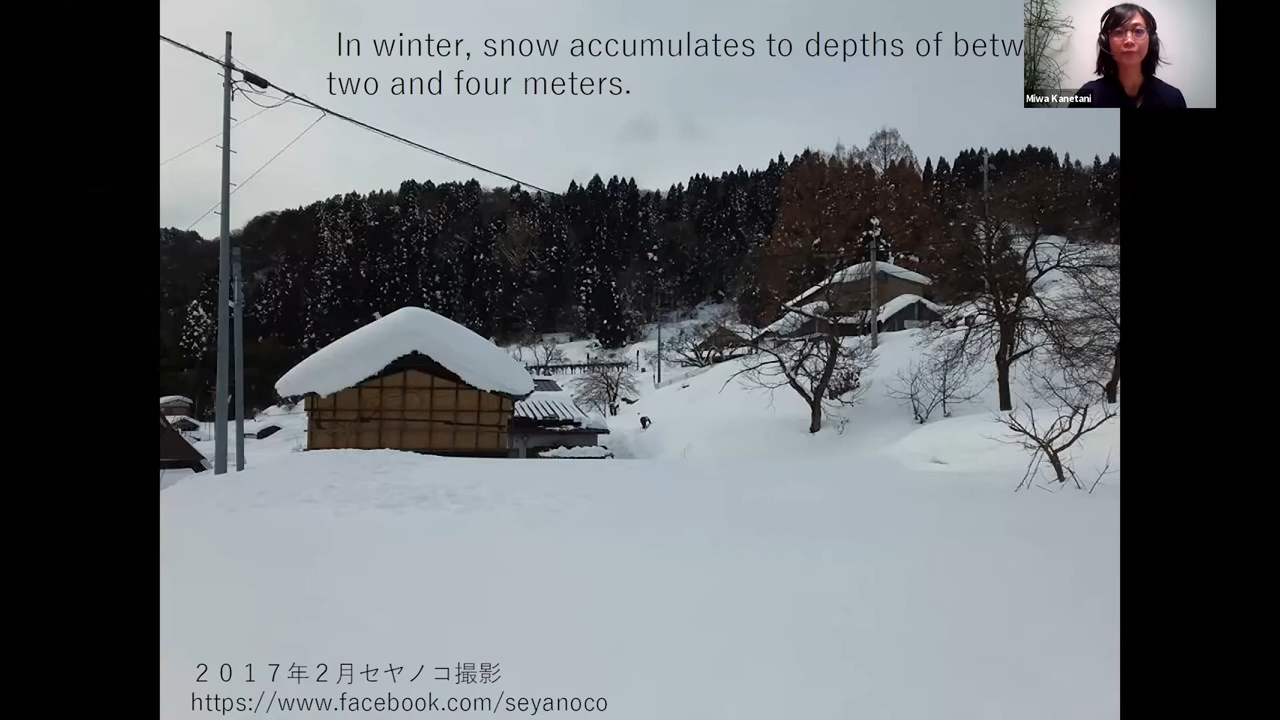 In winter, snow accumulates to depths of
two and four meters.
Miwa Kanetani
２０１７年２月セヤノコ撮影
https://www.facebook.com/seyanoco